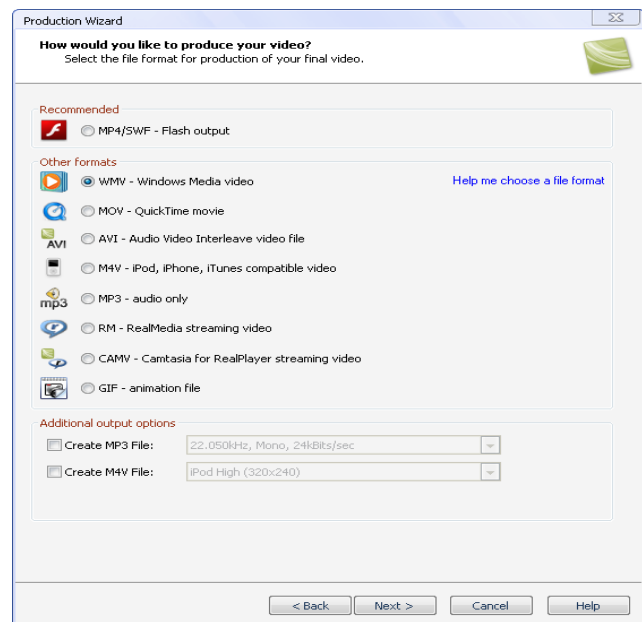 Production Wizard
How would you like to produce your video?
Select the file format for production of your final video.
Recommended
MP4/SWF - Flash output
Other formats
WMV - Windows Media video
Help me choose a file format
MOV - QuickTime movie
AVI
AVI - Audio Video Interleave video file
M4V - iPod, iPhone, iTunes compatible video
mp3
MP3 - audio only
RM - RealMedia streaming video
CAMV - Camtasia for RealPlayer streaming video
GIF - animation file
Additional output options
Create MP3 File: 22.050kHz, Mono, 24kBits/sec
Create M4V File: iPod High (320x240)
< Back Next > Cancel Help